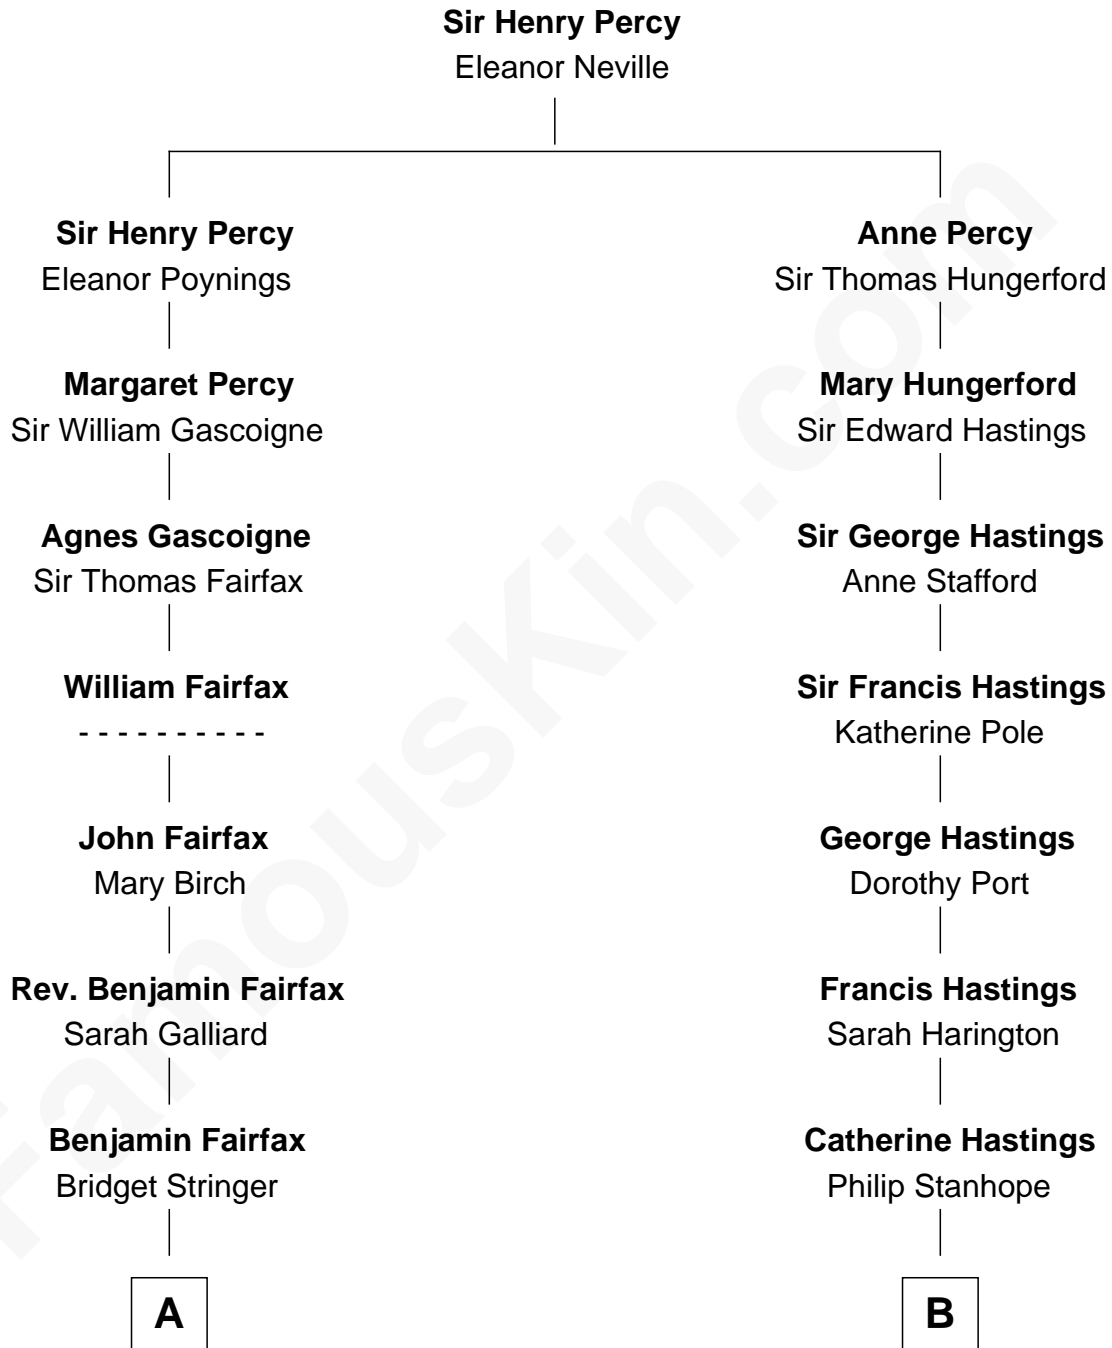 Sir Henry Percy
Eleanor Neville
Sir Henry Percy
Eleanor Poynings
Anne Percy
Sir Thomas Hungerford
Margaret Percy
Sir William Gascoigne
Mary Hungerford
Sir Edward Hastings
Agnes Gascoigne
Sir Thomas Fairfax
Sir George Hastings
Anne Stafford
William Fairfax
- - - - - - - - - -
Sir Francis Hastings
Katherine Pole
John Fairfax
Mary Birch
George Hastings
Dorothy Port
Rev. Benjamin Fairfax
Sarah Galliard
Francis Hastings
Sarah Harington
Benjamin Fairfax
Bridget Stringer
Catherine Hastings
Philip Stanhope
A
B
FamousKin.com